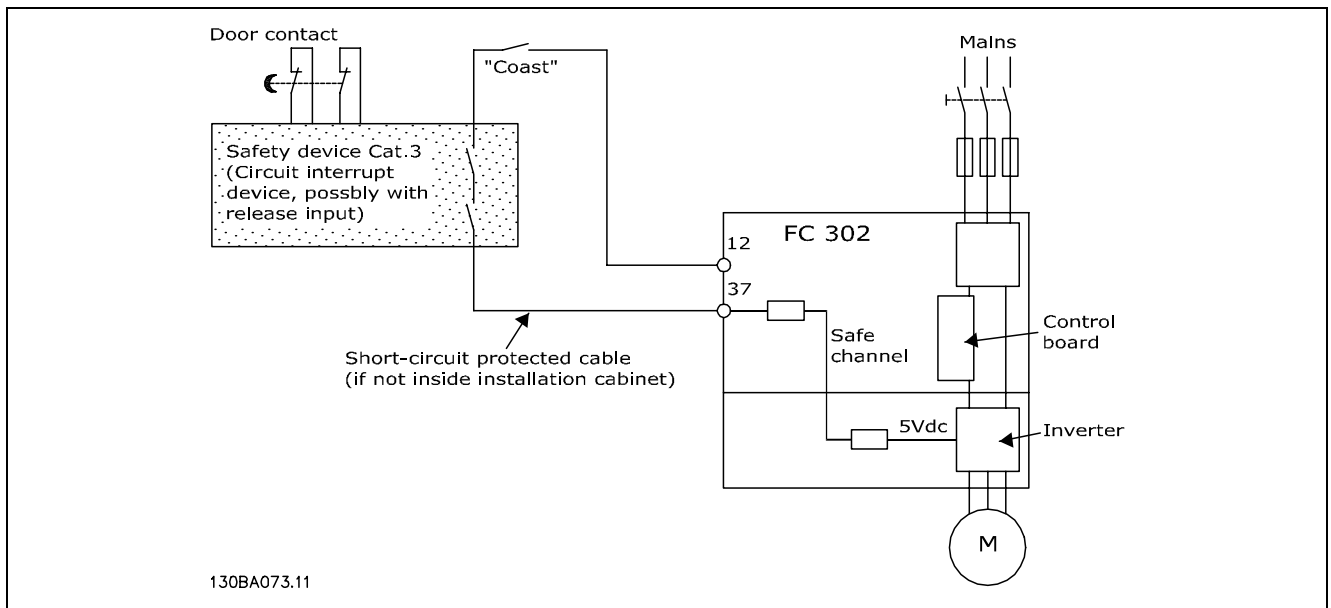 Door contact
"Coast"
Mains
Safety device Cat.3
(Circuit interrupt
device, possbly with
release input)
12
FC 302
37
Safe
channel
Control
board
Short-circuit protected cable
(if not inside installation cabinet)
5Vdc
Inverter
M
130BA073.11